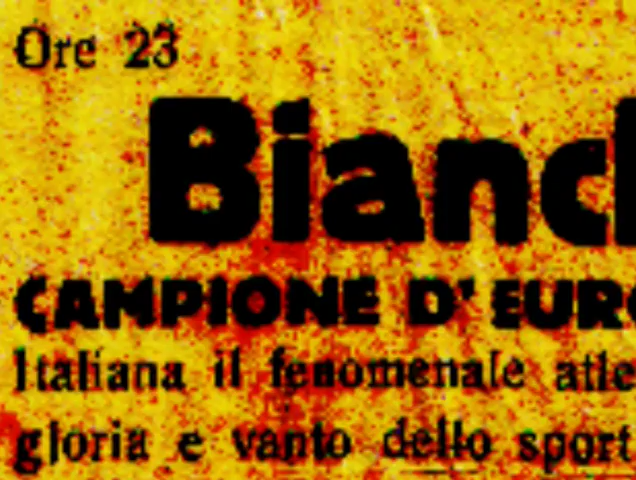 Ore 23
Bianc
CAMPIONE D'EUR
Italiana il fenomenale atle
gloria e vanto dello sport